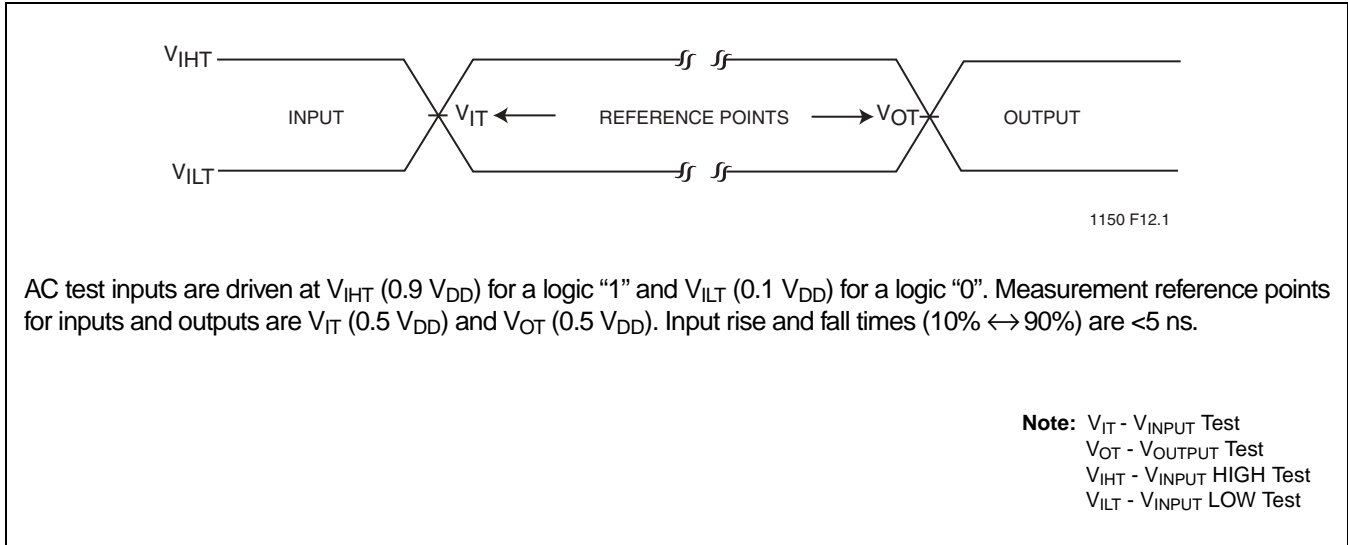 VIHT
INPUT VIT REFERENCE POINTS VOT OUTPUT
VILT
1150 F12.1
AC test inputs are driven at VIHT (0.9 VDD) for a logic “1” and VILT (0.1 VDD) for a logic “0”. Measurement reference points
for inputs and outputs are VIT (0.5 VDD) and VOT (0.5 VDD). Input rise and fall times (10% ↔ 90%) are <5 ns.
Note: VIT - VINPUT Test
VOT - VOUTPUT Test
VIHT - VINPUT HIGH Test
VILT - VINPUT LOW Test